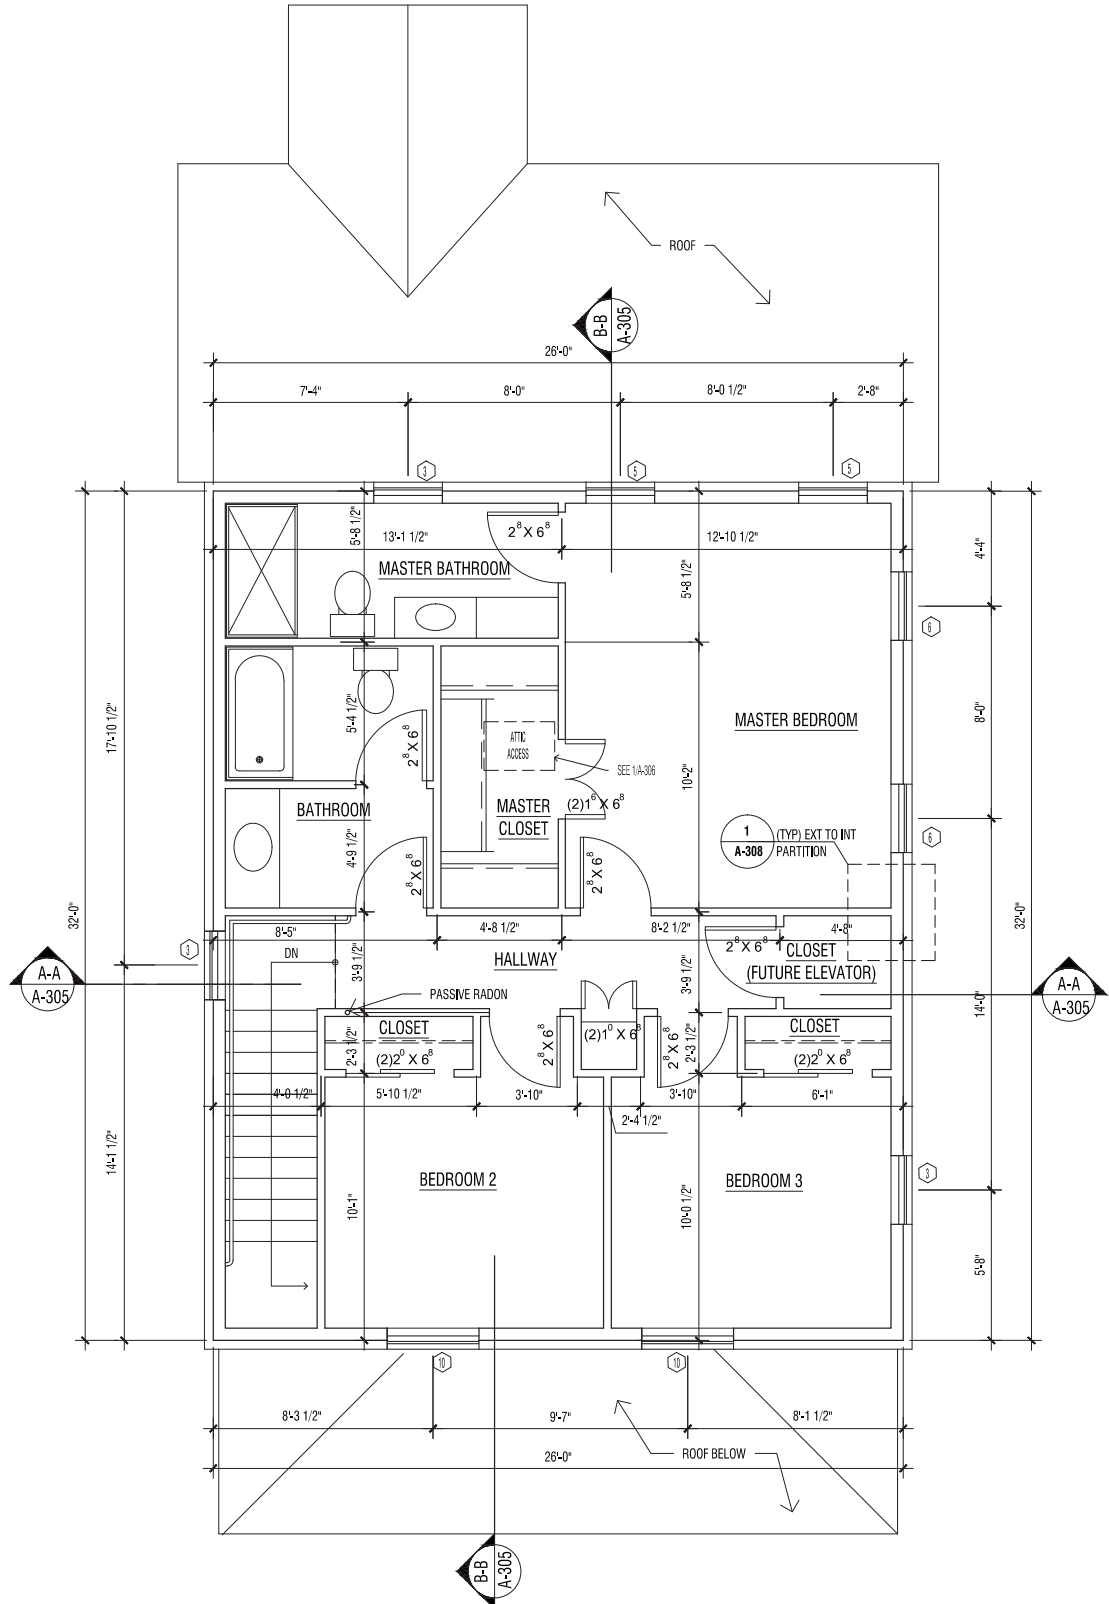 ROOF
B-B
A-305
26'-0"
7'-4"
8'-0"
8'-0 1/2"
2'-8"
3
5
5
5'-8 1/2"
13'-1 1/2"
2⁸ X 6⁸
12'-10 1/2"
4'-4"
MASTER BATHROOM
5'-8 1/2"
6
5'-4 1/2"
2⁸ X 6⁸
MASTER BEDROOM
8'-0"
17'-10 1/2"
ATTIC
ACCESS
SEE 1/A-306
10'-2"
BATHROOM
MASTER
CLOSET
(2)1⁶ X 6⁸
1
A-308
(TYP) EXT TO INT
PARTITION
6
4'-9 1/2"
2⁸ X 6⁸
2⁸ X 6⁸
32'-0"
32'-0"
3
8'-5"
4'-8 1/2"
8'-2 1/2"
2⁸ X 6⁸
4'-8"
DN
HALLWAY
CLOSET
(FUTURE ELEVATOR)
A-A
A-305
3'-9 1/2"
3'-9 1/2"
14'-0"
A-A
A-305
PASSIVE RADON
CLOSET
(2)2⁰ X 6⁸
2'-3 1/2"
2⁸ X 6⁸
(2)1⁰ X 6⁸
2⁸ X 6⁸
2'-3 1/2"
CLOSET
(2)2⁰ X 6⁸
4'-0 1/2"
5'-10 1/2"
3'-10"
2'-4 1/2"
3'-10"
6'-1"
14'-1 1/2"
BEDROOM 2
BEDROOM 3
3
10'-1"
10'-0 1/2"
5'-8"
10
10
8'-3 1/2"
9'-7"
8'-1 1/2"
ROOF BELOW
26'-0"
B-B
A-305